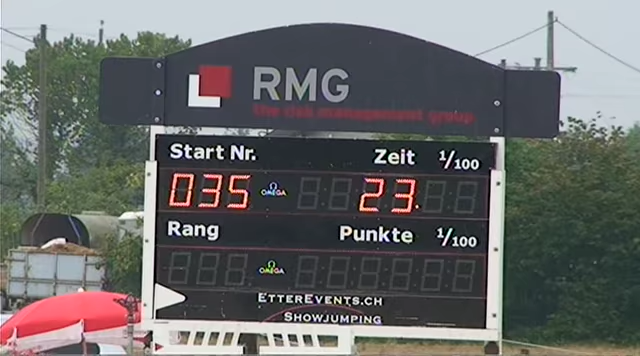 RMG
the risk management group
Start Nr. Zeit 1/100
035 OMEGA 23.
Rang Punkte 1/100
OMEGA
ETTEREVENTS.CH
SHOWJUMPING